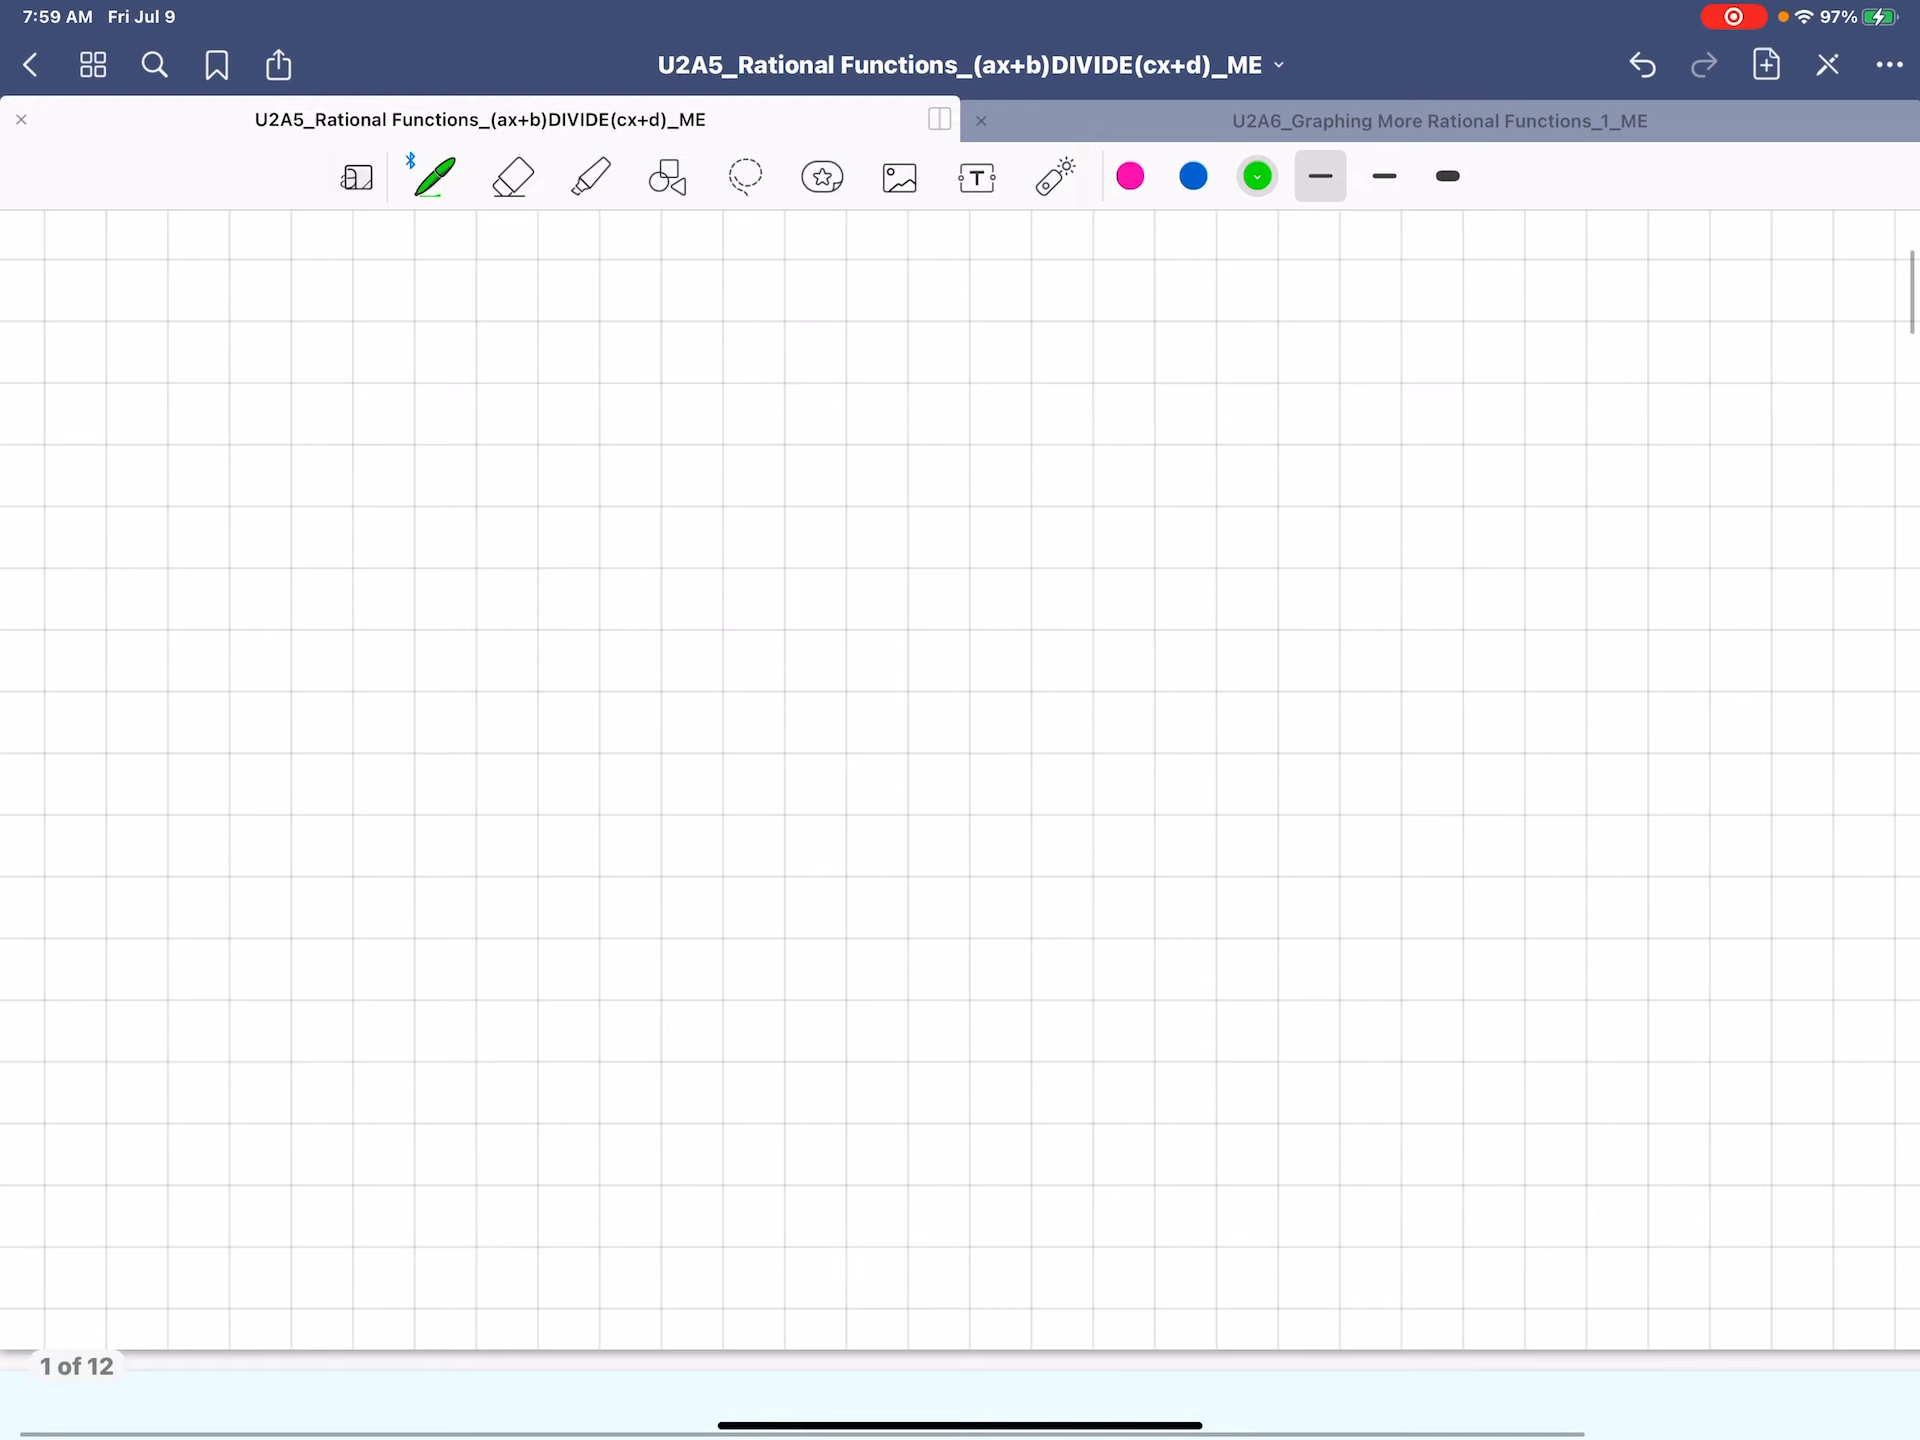 7:59 AM Fri Jul 9
97%
U2A5_Rational Functions_(ax+b)DIVIDE(cx+d)_ME
U2A5_Rational Functions_(ax+b)DIVIDE(cx+d)_ME
U2A6_Graphing More Rational Functions_1_ME
T
1 of 12